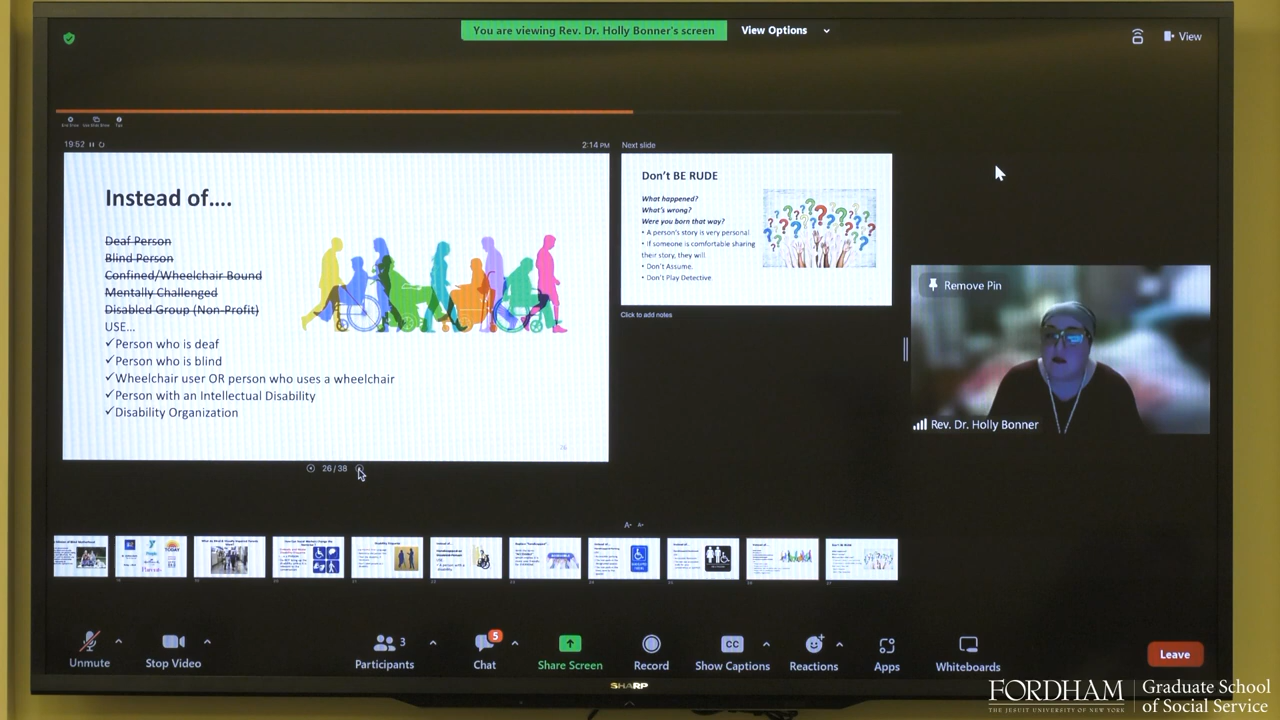 You are viewing Rev. Dr. Holly Bonner's screen
View Options
View
End Show
Tips
19:52
2:14 PM
Next slide
Instead of....
Deaf Person
Blind Person
Confined/Wheelchair Bound
Mentally Challenged
Disabled Group (Non-Profit)
USE...
✓Person who is deaf
✓Person who is blind
✓Wheelchair user OR person who uses a wheelchair
✓Person with an Intellectual Disability
✓Disability Organization
26
Don't BE RUDE
What happened?
What's wrong?
Were you born that way?
• A person's story is very personal
• If someone is comfortable sharing
their story, they will
• Don't Assume.
• Don't Play Detective
Click to add notes
Remove Pin
Rev. Dr. Holly Bonner
26 / 38
Unmute
Stop Video
Participants
3
Chat
5
Share Screen
Record
CC
Show Captions
Reactions
Apps
Whiteboards
Leave
SHARP
FORDHAM
THE JESUIT UNIVERSITY OF NEW YORK
Graduate School
of Social Service